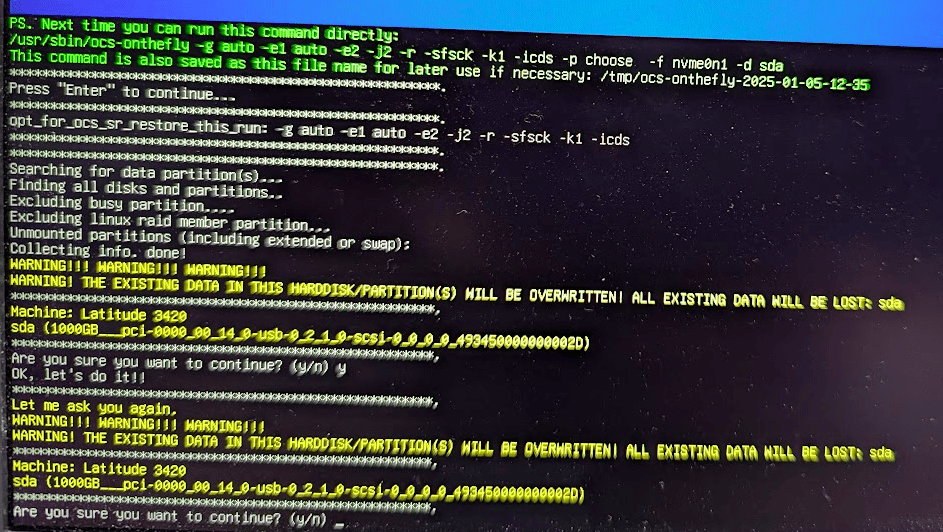 PS. Next time you can run this command directly:
/usr/sbin/ocs-onthefly -g auto -e1 auto -e2 -j2 -r -sfsck -k1 -icds -p choose -f nvme0n1 -d sda
This command is also saved as this file name for later use if necessary: /tmp/ocs-onthefly-2025-01-05-12-35
*****************************************************.
Press "Enter" to continue...
*****************************************************.
opt_for_ocs_sr_restore_this_run: -g auto -e1 auto -e2 -j2 -r -sfsck -k1 -icds
*****************************************************.
*****************************************************.
Searching for data partition(s)...
Finding all disks and partitions..
Excluding busy partition....
Excluding linux raid member partition...
Unmounted partitions (including extended or swap):
Collecting info. done!
WARNING!!! WARNING!!! WARNING!!!
WARNING! THE EXISTING DATA IN THIS HARDDISK/PARTITION(S) WILL BE OVERWRITTEN! ALL EXISTING DATA WILL BE LOST: sda
*****************************************************.
Machine: Latitude 3420
sda (1000GB___pci-0000_00_14_0-usb-0_2_1_0-scsi-0_0_0_0_493450000000002D)
*****************************************************.
Are you sure you want to continue? (y/n) y
OK, let's do it!!
*****************************************************.
Let me ask you again.
WARNING!!! WARNING!!! WARNING!!!
WARNING! THE EXISTING DATA IN THIS HARDDISK/PARTITION(S) WILL BE OVERWRITTEN! ALL EXISTING DATA WILL BE LOST: sda
*****************************************************.
Machine: Latitude 3420
sda (1000GB___pci-0000_00_14_0-usb-0_2_1_0-scsi-0_0_0_0_493450000000002D)
*****************************************************.
Are you sure you want to continue? (y/n) _